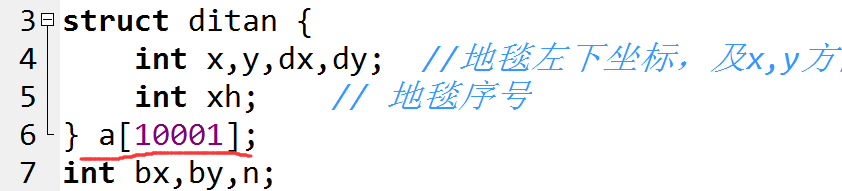 3 struct ditan {
4 int x,y,dx,dy; //地毯左下坐标，及x,y方
5 int xh; // 地毯序号
6 } a[10001];
7 int bx,by,n;